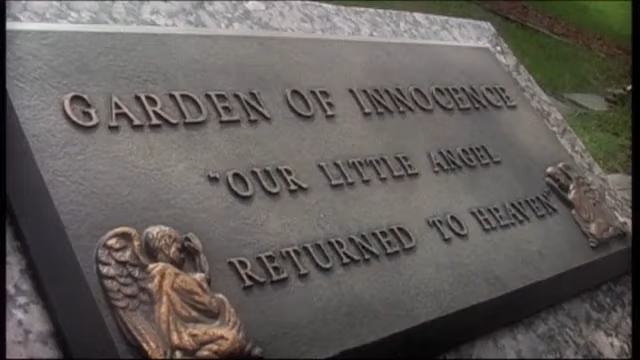 GARDEN OF INNOCENCE
"OUR LITTLE ANGEL
RETURNED TO HEAVEN"